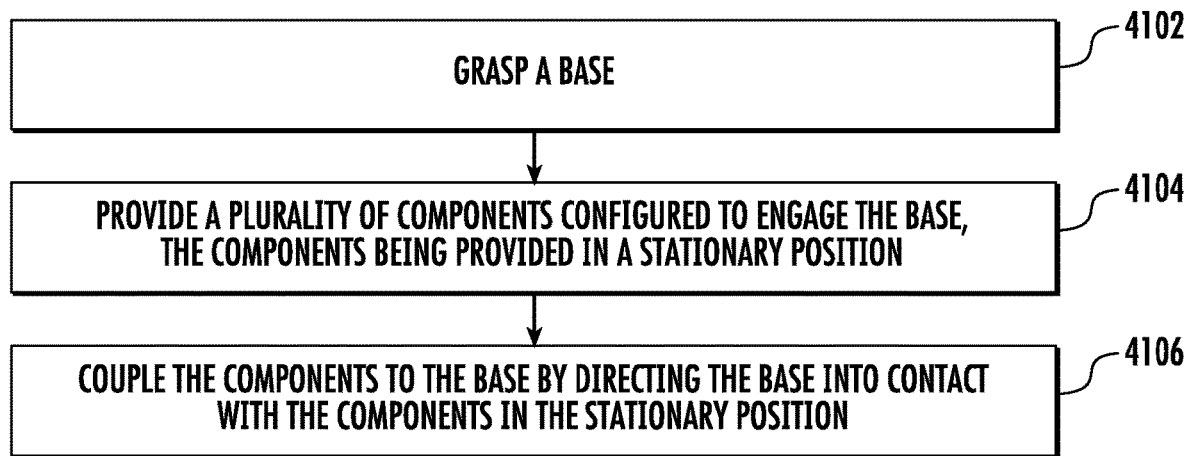 GRASP A BASE
4102
PROVIDE A PLURALITY OF COMPONENTS CONFIGURED TO ENGAGE THE BASE,
THE COMPONENTS BEING PROVIDED IN A STATIONARY POSITION
4104
COUPLE THE COMPONENTS TO THE BASE BY DIRECTING THE BASE INTO CONTACT
WITH THE COMPONENTS IN THE STATIONARY POSITION
4106